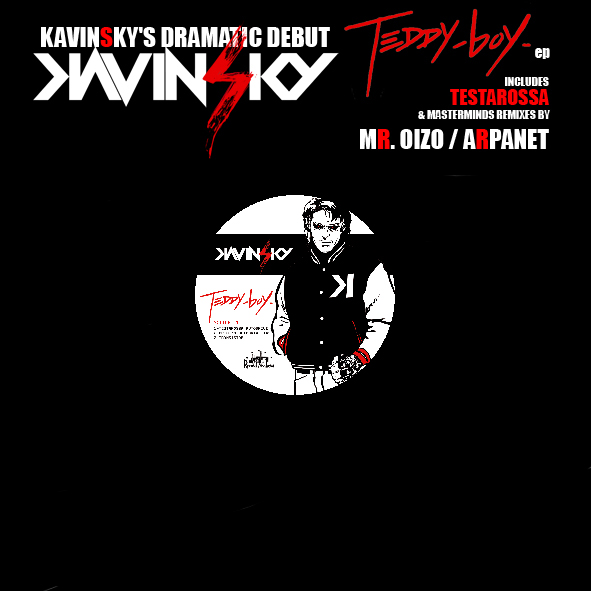 KAVINSKY'S DRAMATIC DEBUT
KAVINSKY
TEDDY-boy- ep
INCLUDES
TESTAROSSA
& MASTERMINDS REMIXES BY
MR. OIZO / ARPANET
KAVINSKY
TEDDY-boy-
K